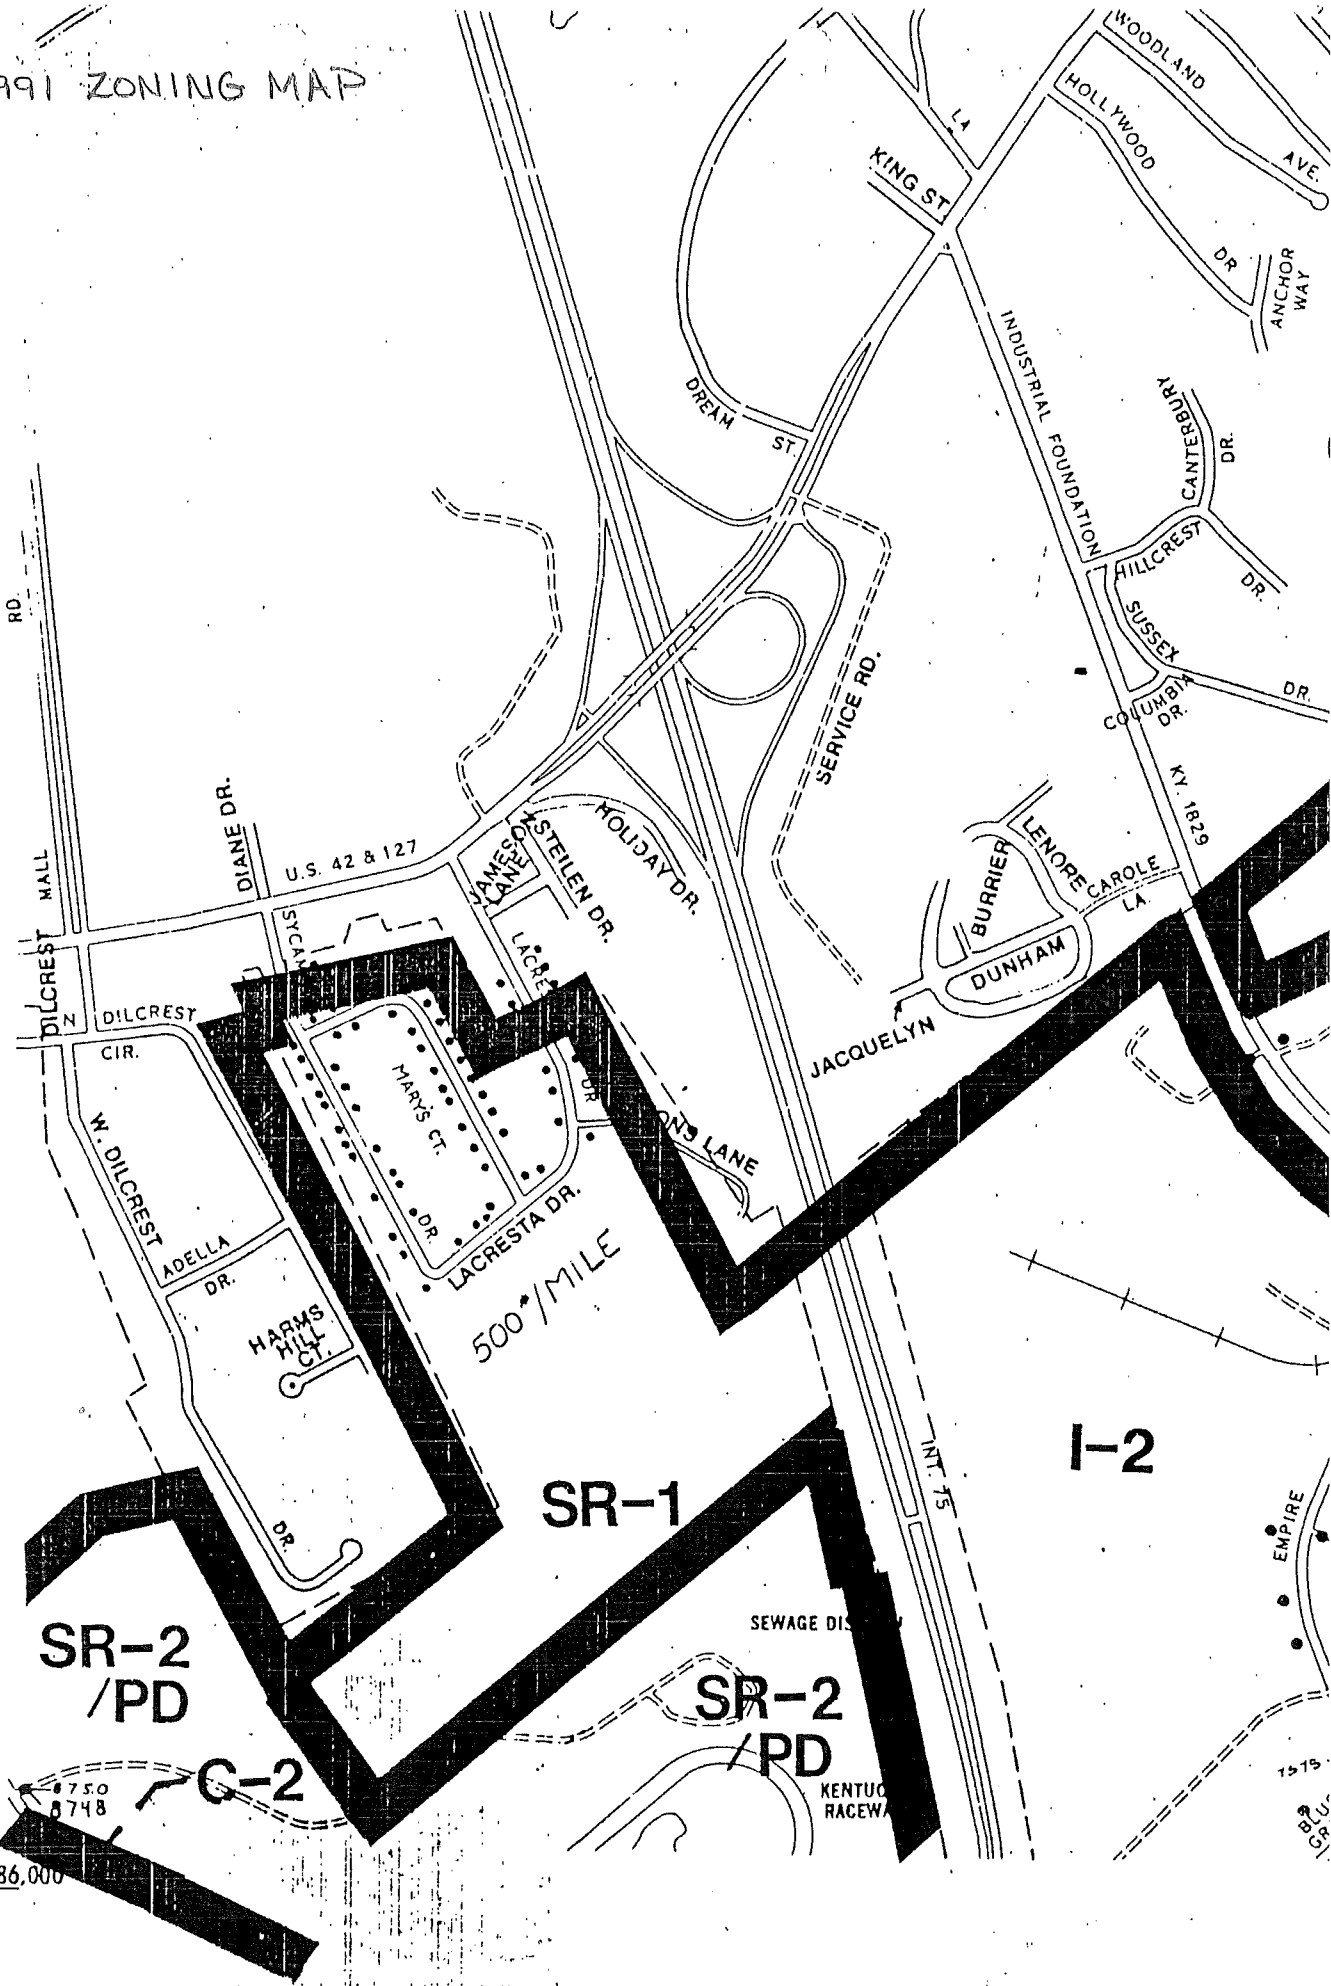 991 ZONING MAP
WOODLAND
AVE.
HOLLYWOOD
DR
LA
KING ST
ANCHOR
WAY
INDUSTRIAL FOUNDATION
CANTERBURY
DR.
DREAM
ST.
HILLCREST
DR.
SUSSEX
DR.
COLUMBIA
DR.
RD.
SERVICE RD.
KY. 1829
DIANE DR.
U.S. 42 & 127
HOLIDAY DR.
JAMESON
LANE
STEILEN DR.
LENORE
BURRIER
CAROLE
LA.
DUNHAM
JACQUELYN
MALL
DILCREST
SYCAM
LACRE
N
DILCREST
CIR.
MARY'S CT.
DR
ONS LANE
W. DILCREST
DR.
LACRESTA DR.
ADELLA
DR.
500'/MILE
HARMS
HILL
CT.
I-2
INT. 75
SR-1
EMPIRE
DR.
SEWAGE DIS
SR-2
/PD
SR-2
/PD
C-2
8750
8748
KENTUC
RACEWA
7575
86,000